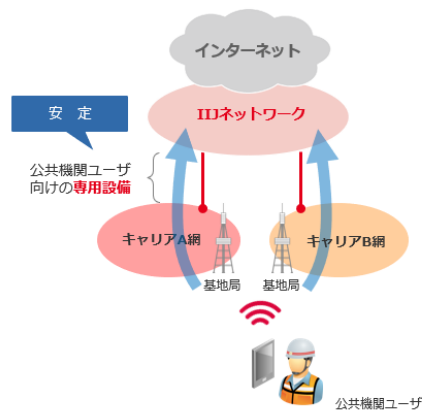 インターネット
IIJネットワーク
安 定
公共機関ユーザ
向けの専用設備
キャリアA網
キャリアB網
基地局
基地局
公共機関ユーザ